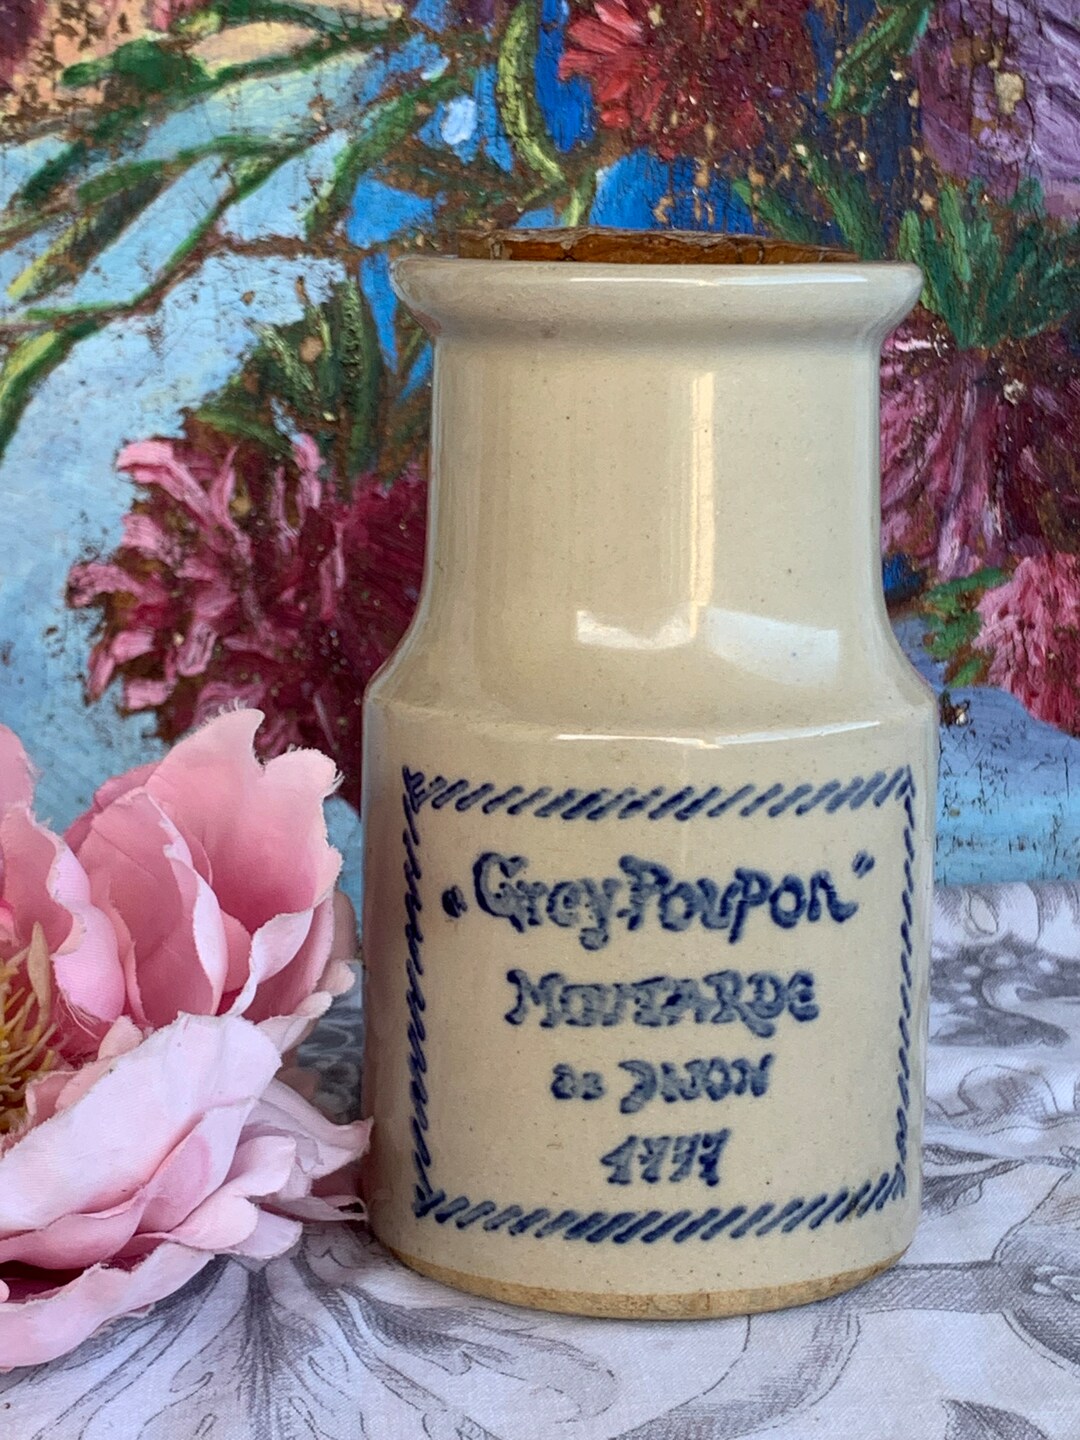 "Grey-Poupon"
MOUTARDE
de DIJON
1777